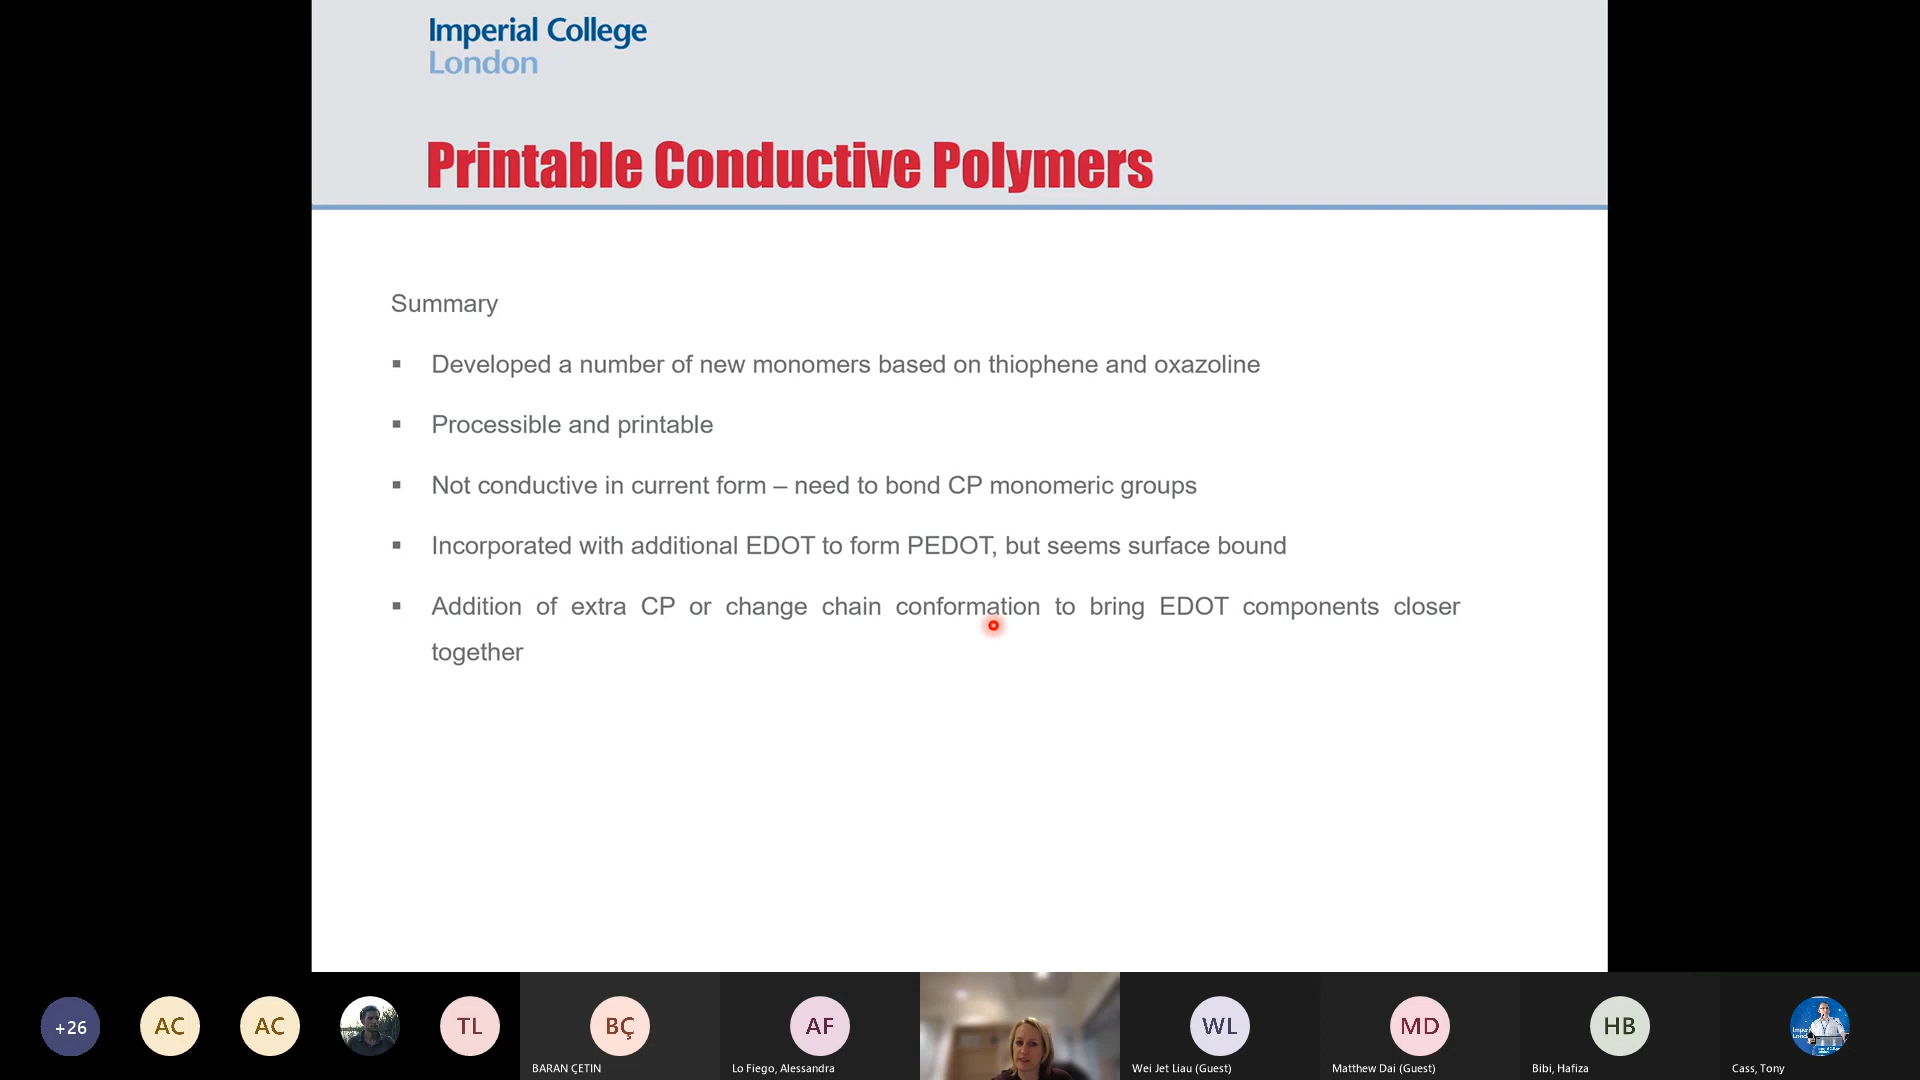 Imperial College
London
Printable Conductive Polymers
Summary
▪ Developed a number of new monomers based on thiophene and oxazoline
▪ Processible and printable
▪ Not conductive in current form – need to bond CP monomeric groups
▪ Incorporated with additional EDOT to form PEDOT, but seems surface bound
▪ Addition of extra CP or change chain conformation to bring EDOT components closer
together
+26
AC
AC
TL
BÇ
AF
WL
MD
HB
BARAN ÇETIN
Lo Fiego, Alessandra
Wei Jet Liau (Guest)
Matthew Dai (Guest)
Bibi, Hafiza
Cass, Tony